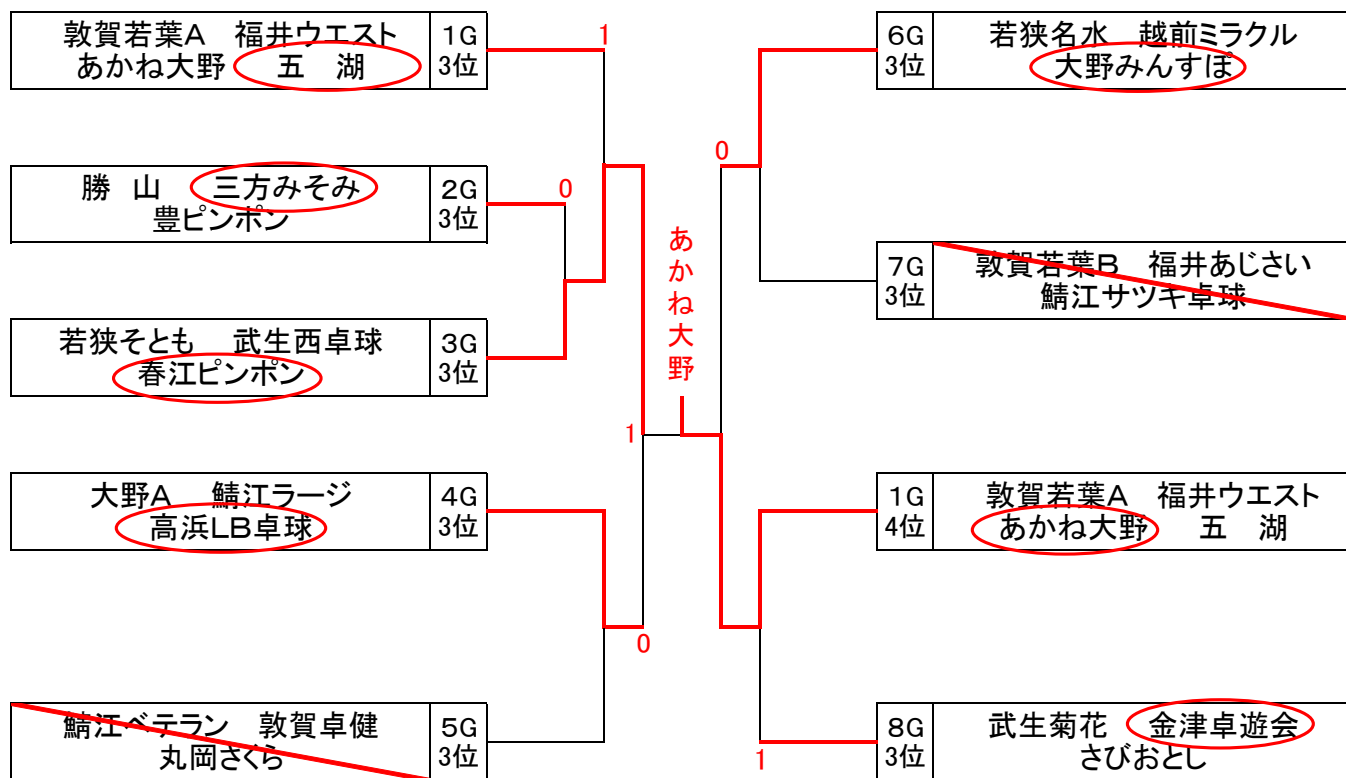 敦賀若葉A　福井ウエスト
あかね大野　五　湖
1G
3位
1
勝　山　三方みそみ
豊ピンポン
2G
3位
0
若狭そとも　武生西卓球
春江ピンポン
3G
3位
1
大野A　鯖江ラージ
高浜LB卓球
4G
3位
0
鯖江ベテラン　敦賀卓健
丸岡さくら
5G
3位
あかね大野
6G
3位
若狭名水　越前ミラクル
大野みんすぽ
0
7G
3位
敦賀若葉B　福井あじさい
鯖江サツキ卓球
1G
4位
敦賀若葉A　福井ウエスト
あかね大野　五　湖
8G
3位
武生菊花　金津卓遊会
さびおとし
1